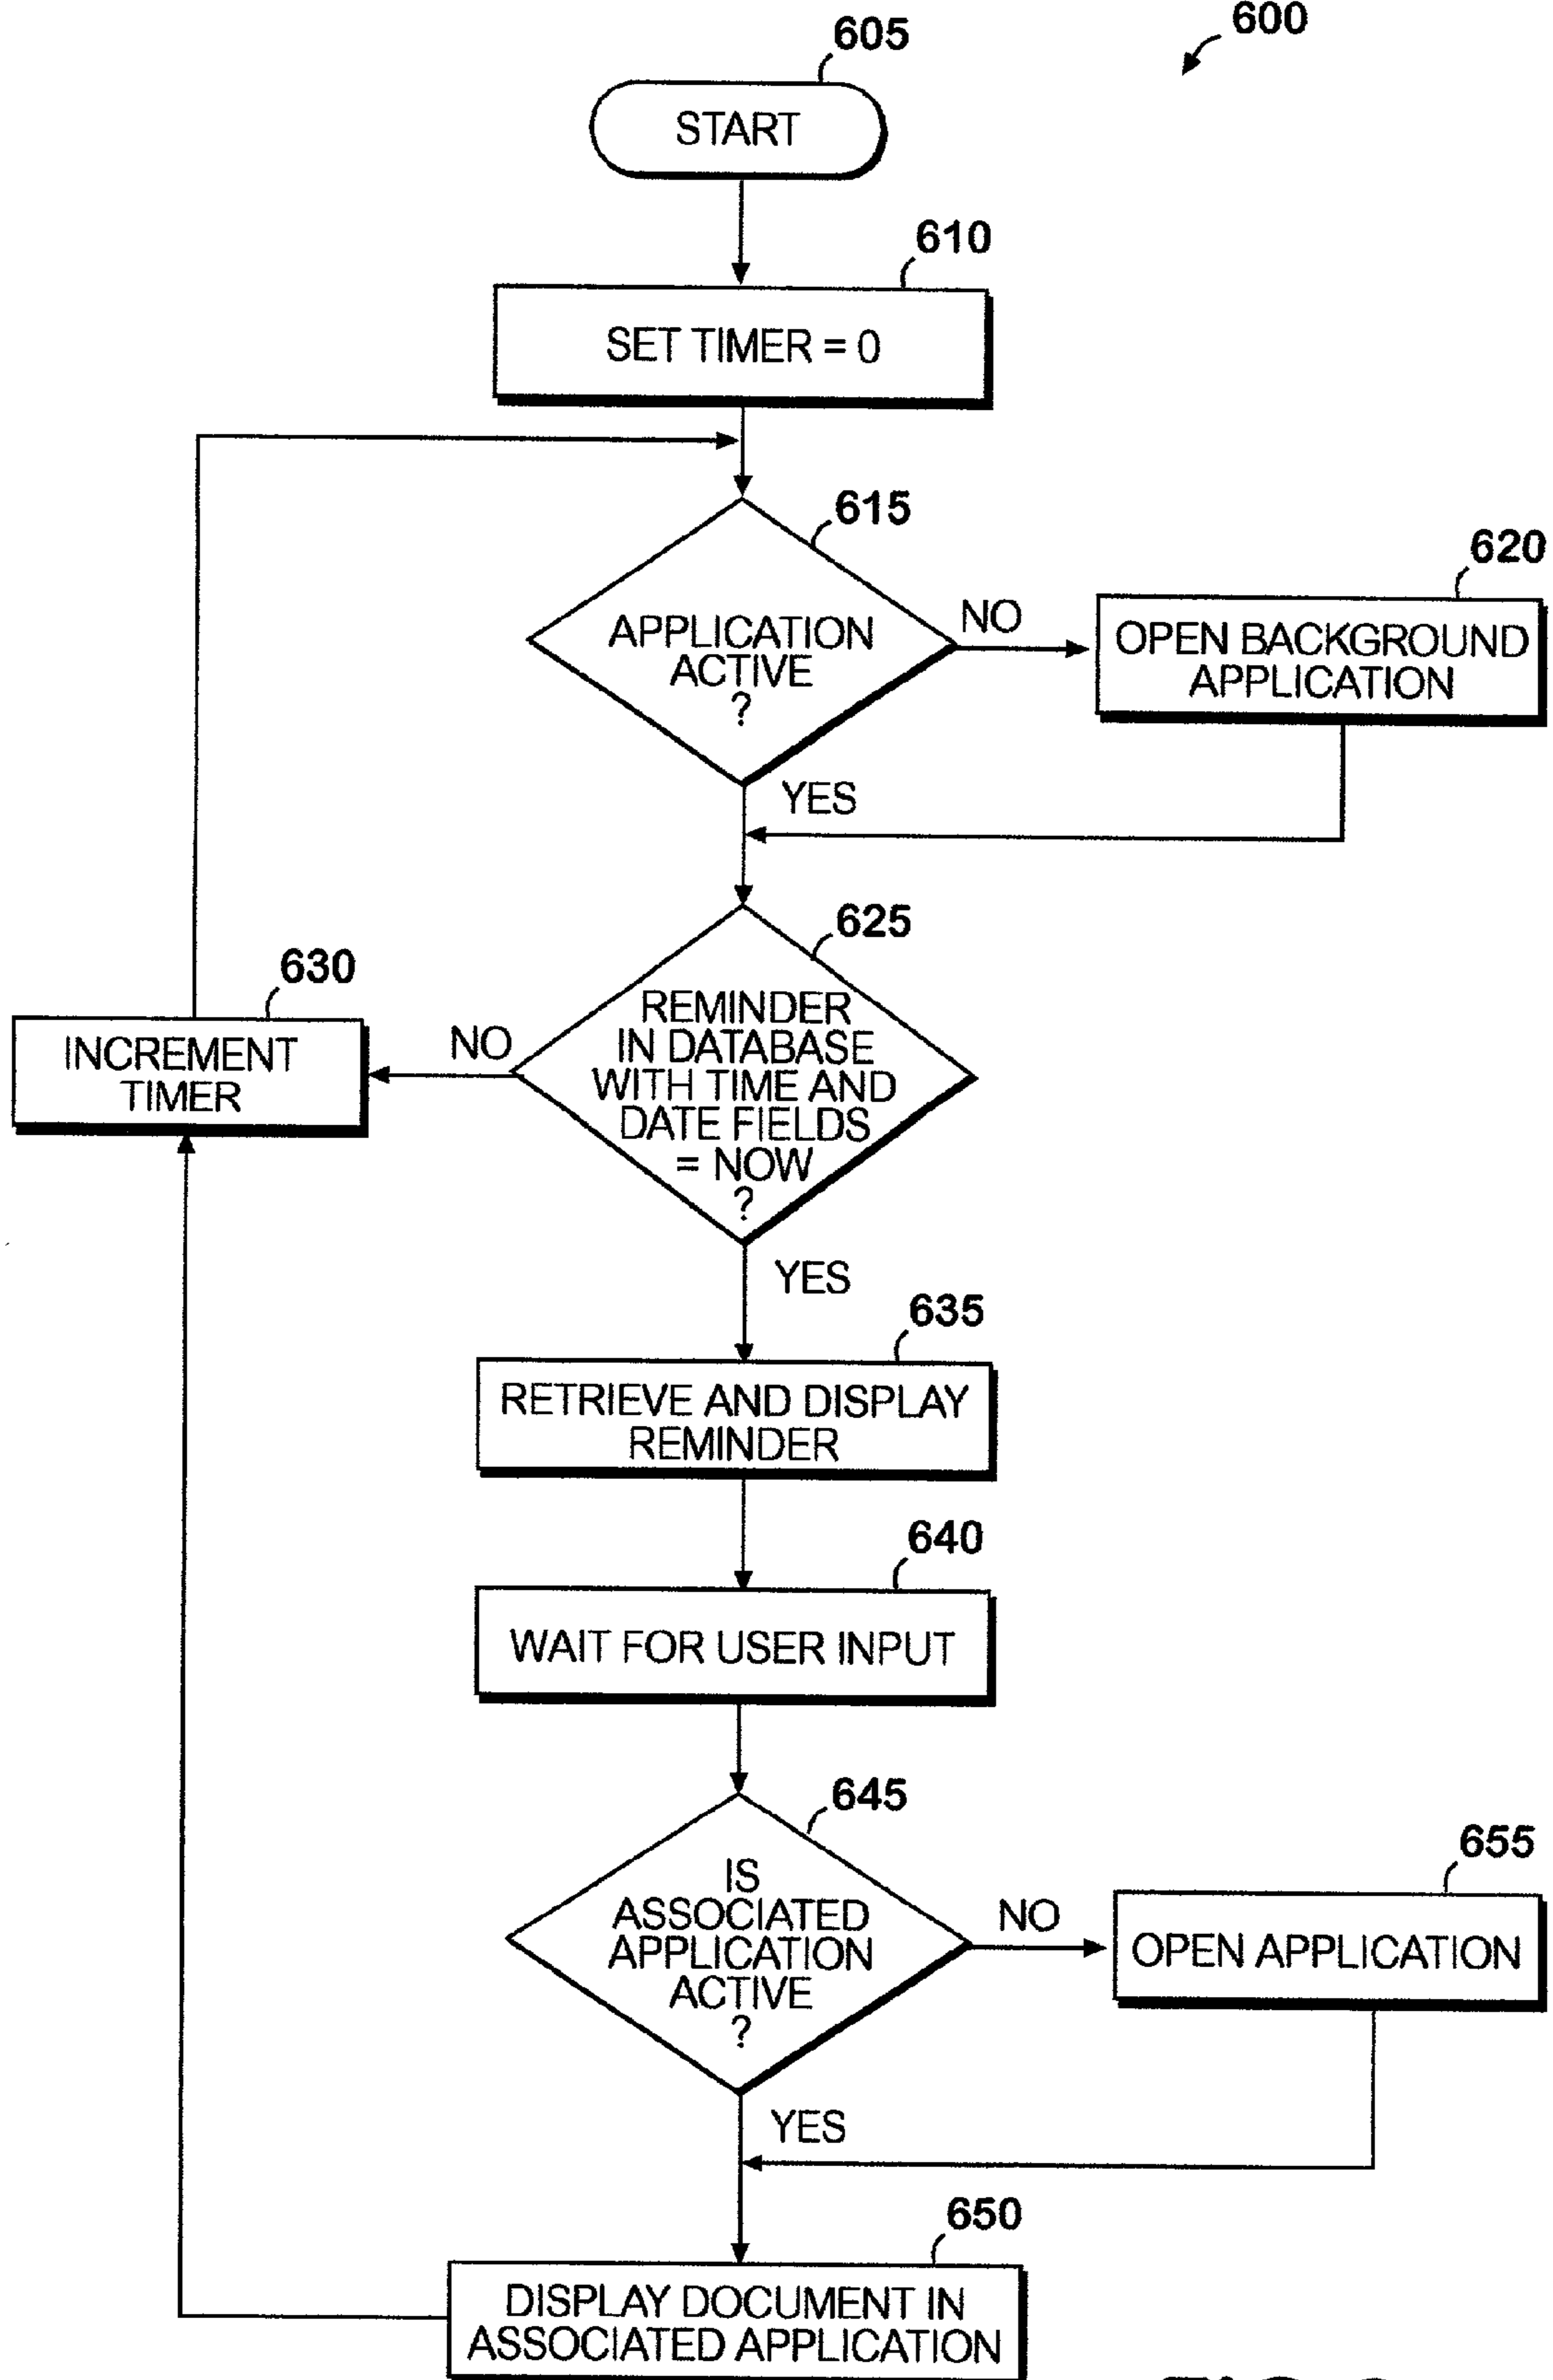 600
605
START
610
SET TIMER = 0
615
APPLICATION
ACTIVE
?
NO
620
OPEN BACKGROUND
APPLICATION
YES
625
REMINDER
IN DATABASE
WITH TIME AND
DATE FIELDS
= NOW
?
NO
630
INCREMENT
TIMER
YES
635
RETRIEVE AND DISPLAY
REMINDER
640
WAIT FOR USER INPUT
645
IS
ASSOCIATED
APPLICATION
ACTIVE
?
NO
655
OPEN APPLICATION
YES
650
DISPLAY DOCUMENT IN
ASSOCIATED APPLICATION